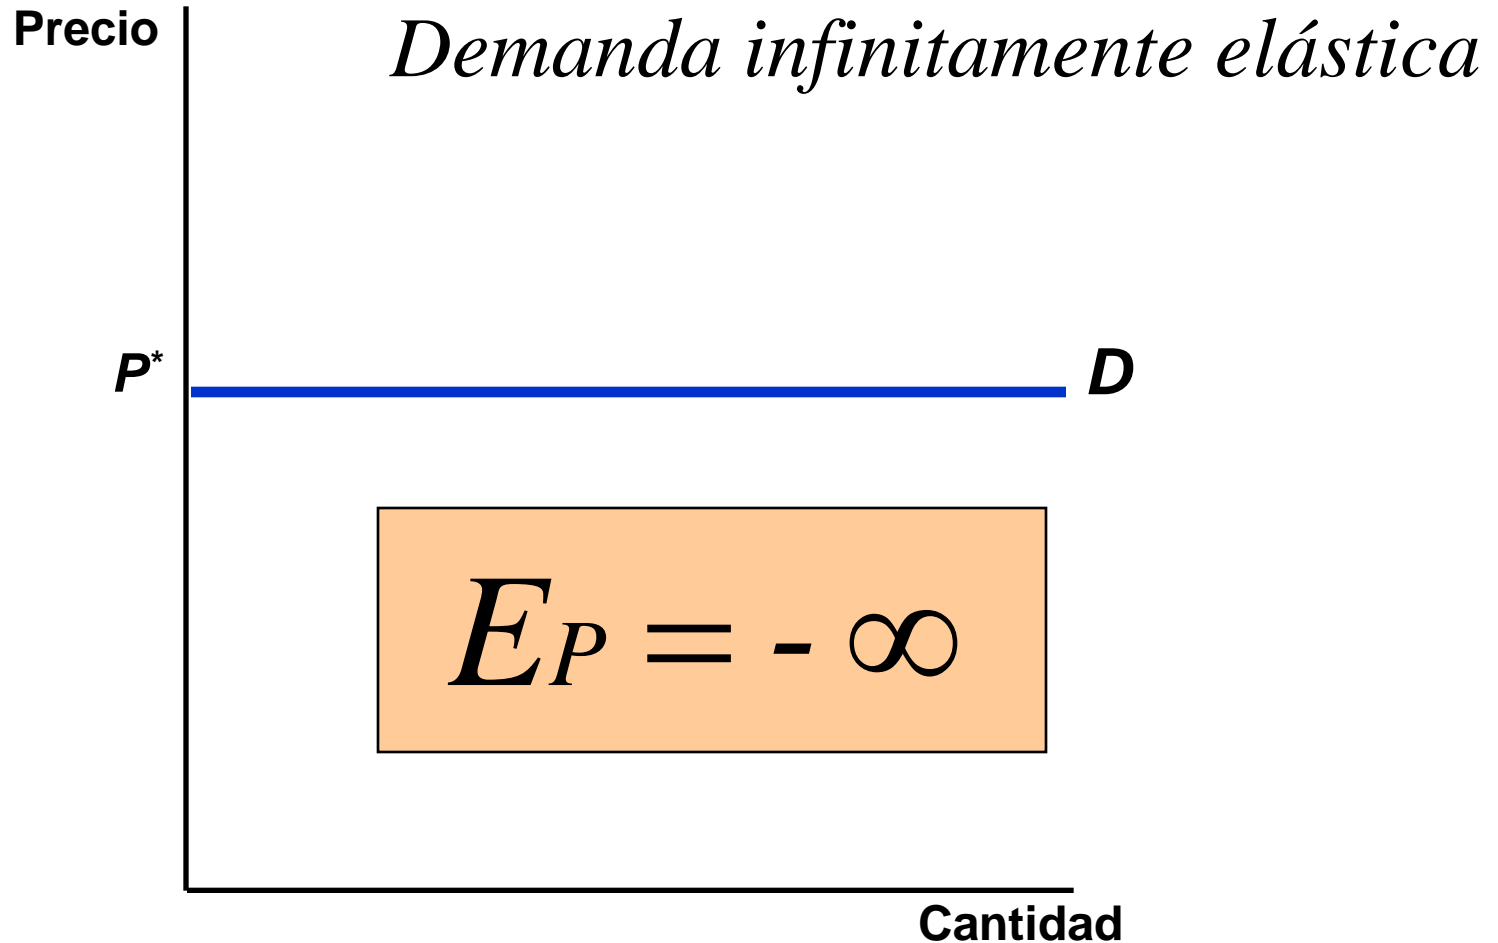 Precio
Demanda infinitamente elástica
P*
D
EP = - ∞
Cantidad